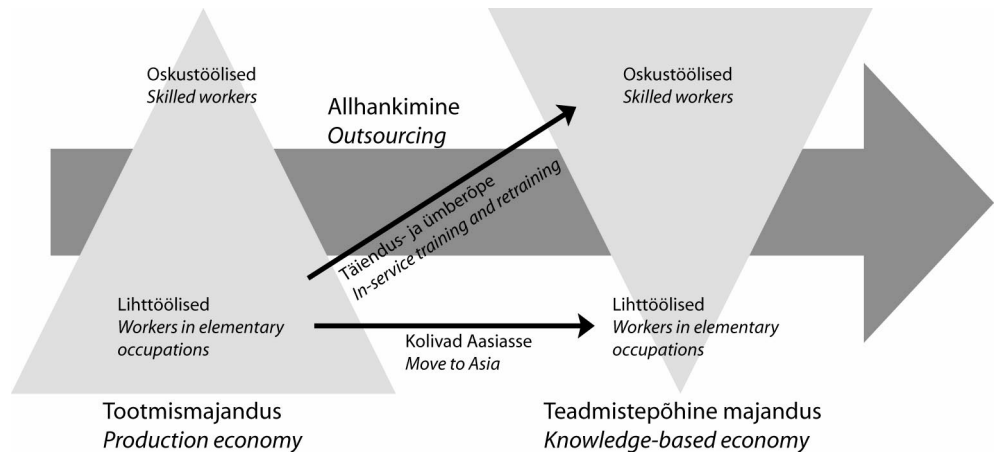 Oskustöölised
Skilled workers
Allhankimine
Outsourcing
Oskustöölised
Skilled workers
Täiendus- ja ümberõpe
In-service training and retraining
Lihttöölised
Workers in elementary
occupations
Kolivad Aasiasse
Move to Asia
Lihttöölised
Workers in elementary
occupations
Tootmismajandus
Production economy
Teadmistepõhine majandus
Knowledge-based economy